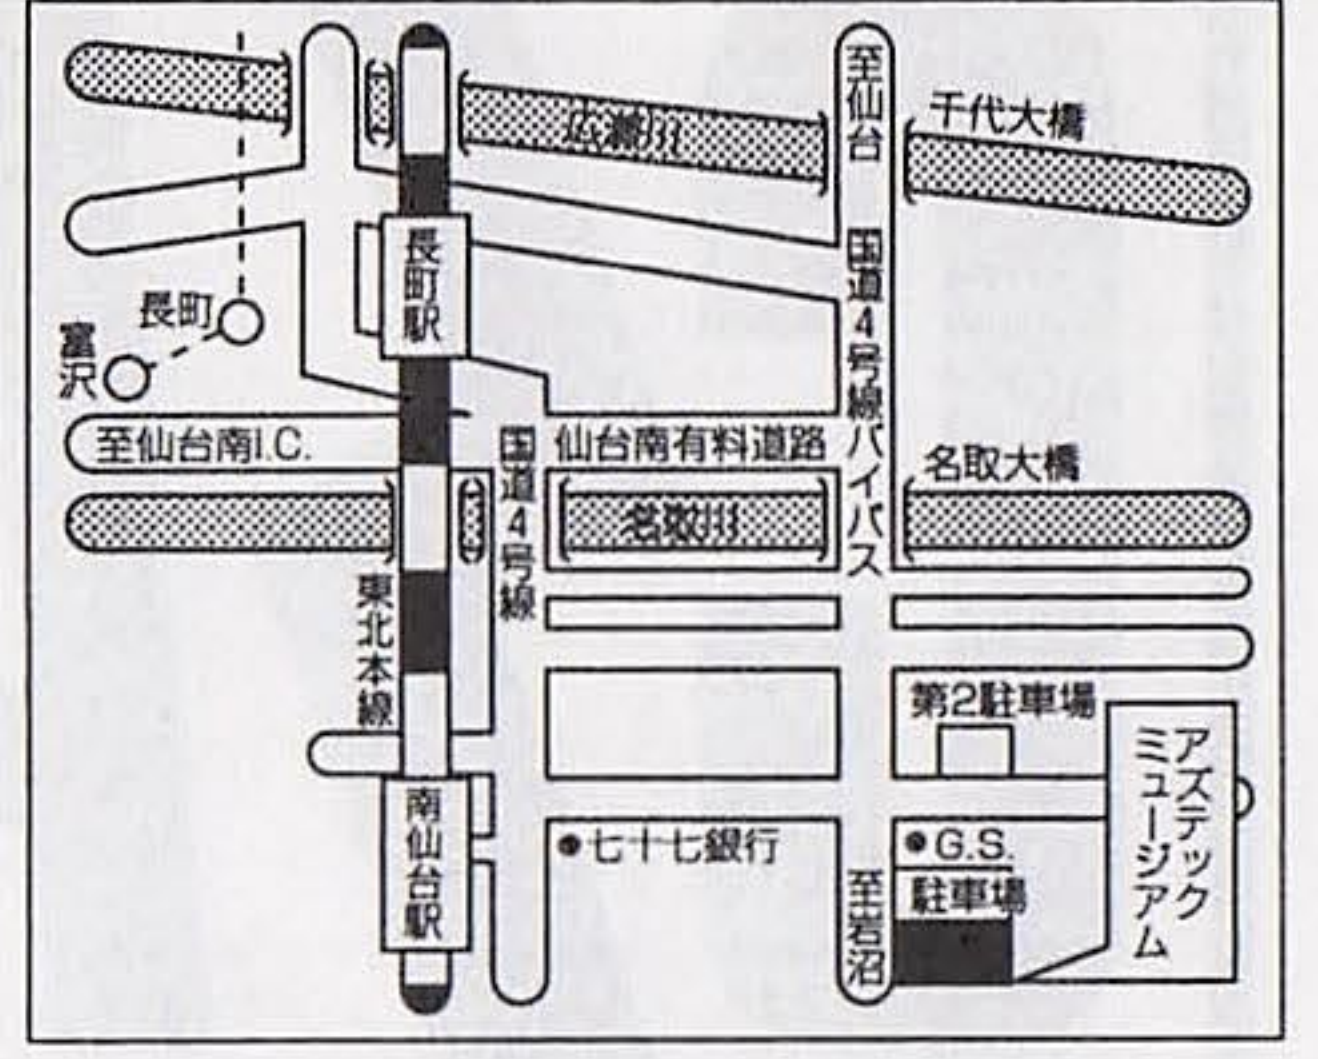 至仙台
千代大橋
広瀬川
国道4号線バイパス
長町駅
長町
富沢
至仙台南I.C.
国道4号線
仙台南有料道路
名取大橋
名取川
東北本線
第2駐車場
アズテック
ミュージアム
南仙台駅
七十七銀行
G.S.
駐車場
至岩沼